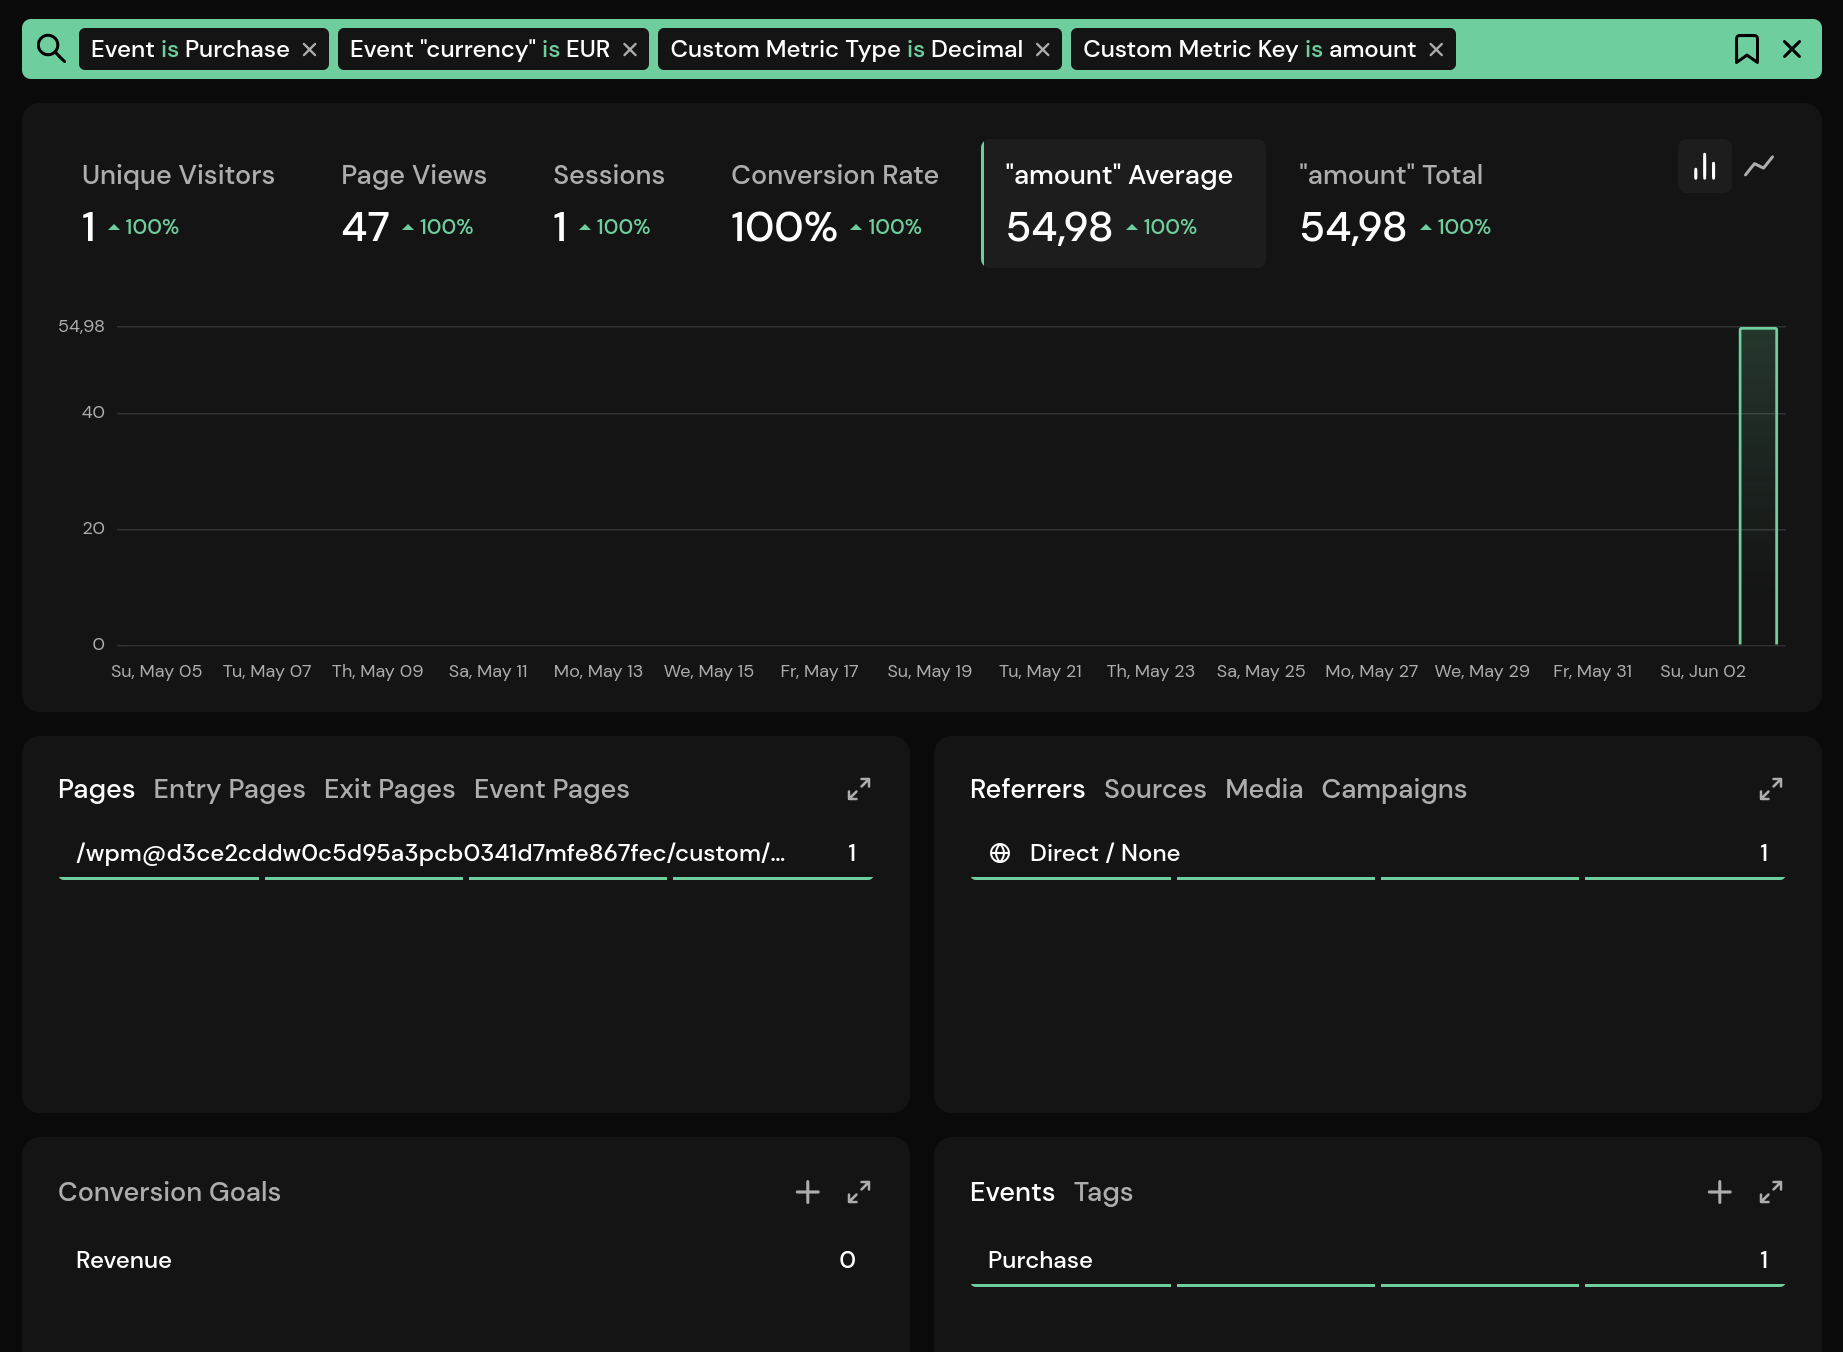 Event is Purchase Event "currency" is EUR Custom Metric Type is Decimal Custom Metric Key is amount
Unique Visitors Page Views Sessions Conversion Rate "amount" Average "amount" Total
1 100% 47 100% 1 100% 100% 100% 54,98 100% 54,98 100%
54,98
40
20
0
Su, May 05 Tu, May 07 Th, May 09 Sa, May 11 Mo, May 13 We, May 15 Fr, May 17 Su, May 19 Tu, May 21 Th, May 23 Sa, May 25 Mo, May 27 We, May 29 Fr, May 31 Su, Jun 02
Pages Entry Pages Exit Pages Event Pages
/wpm@d3ce2cddw0c5d95a3pcb0341d7mfe867fec/custom/... 1
Referrers Sources Media Campaigns
Direct / None 1
Conversion Goals
Revenue 0
Events Tags
Purchase 1